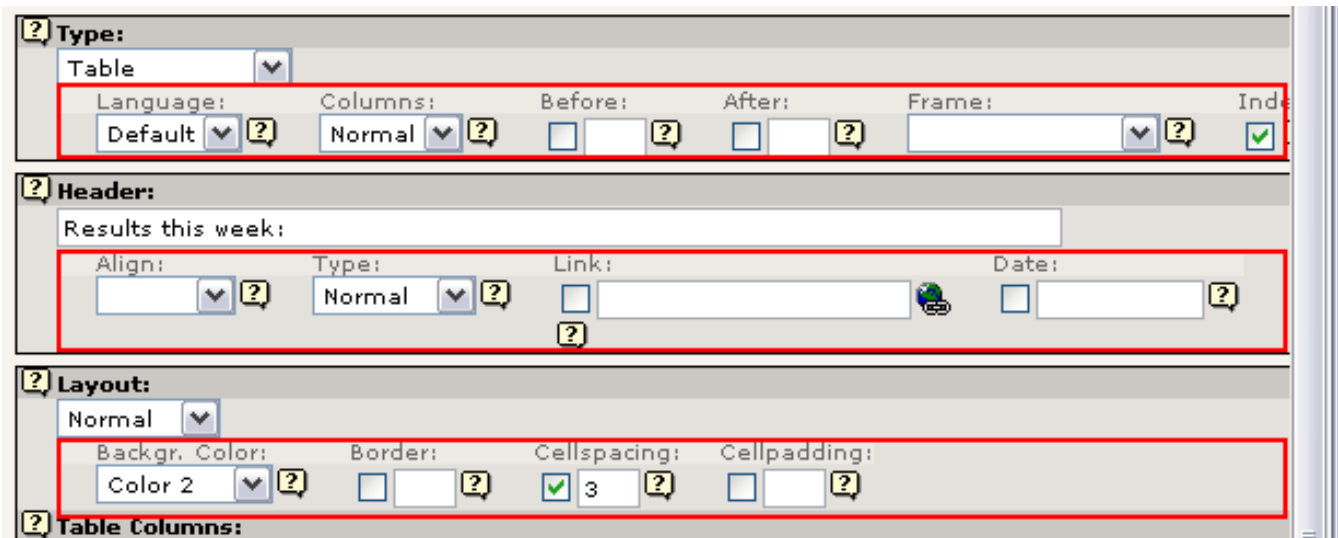 Type:
Table
Language: Columns: Before: After: Frame: Inde
Default ? Normal ? ? ? ? 
Header:
Results this week:
Align: Type: Link: Date:
? Normal ? ?
?
Layout:
Normal
Backgr. Color: Border: Cellspacing: Cellpadding:
Color 2 ? ? 3 ? ?
Table Columns: